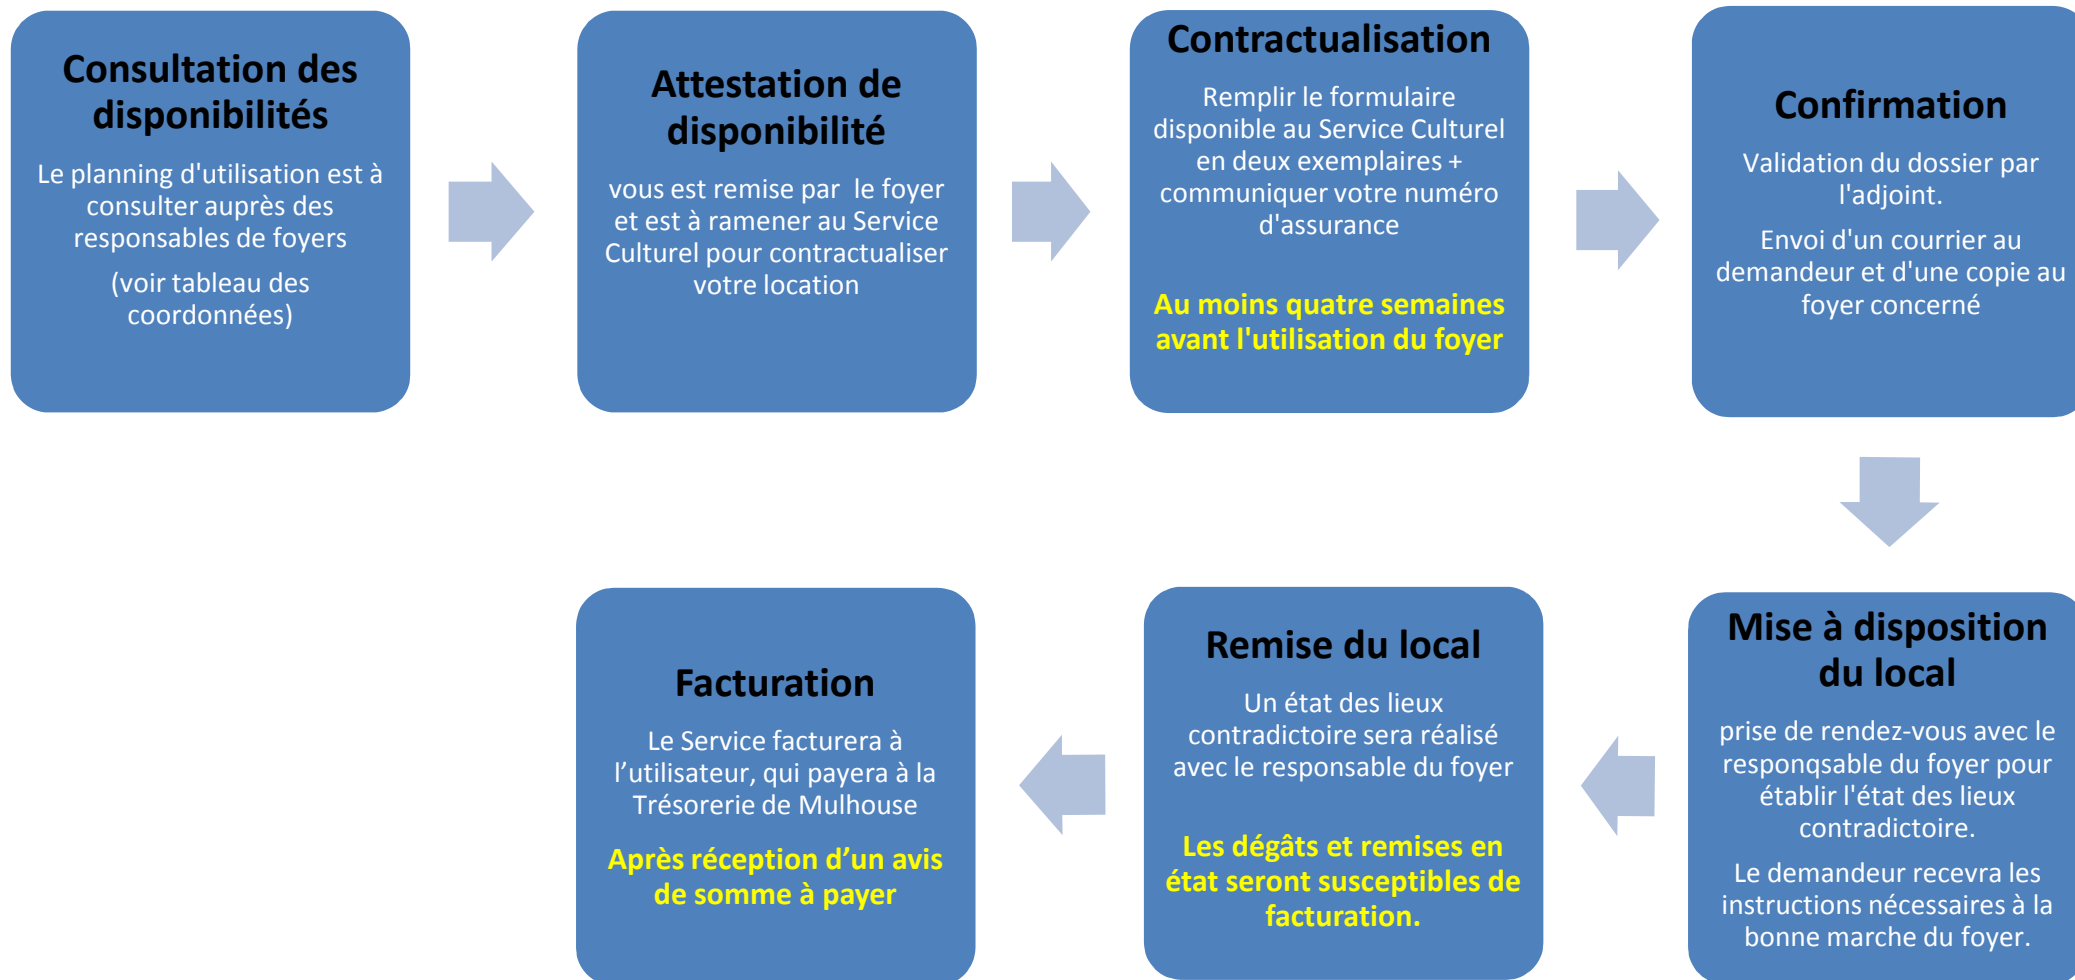 Consultation des
disponibilités
Le planning d'utilisation est à
consulter auprès des
responsables de foyers
(voir tableau des
coordonnées)
Attestation de
disponibilité
vous est remise par le foyer
et est à ramener au Service
Culturel pour contractualiser
votre location
Contractualisation
Remplir le formulaire
disponible au Service Culturel
en deux exemplaires +
communiquer votre numéro
d'assurance
Au moins quatre semaines
avant l'utilisation du foyer
Confirmation
Validation du dossier par
l'adjoint.
Envoi d'un courrier au
demandeur et d'une copie au
foyer concerné
Mise à disposition
du local
prise de rendez-vous avec le
responqsable du foyer pour
établir l'état des lieux
contradictoire.
Le demandeur recevra les
instructions nécessaires à la
bonne marche du foyer.
Remise du local
Un état des lieux
contradictoire sera réalisé
avec le responsable du foyer
Les dégâts et remises en
état seront susceptibles de
facturation.
Facturation
Le Service facturera à
l’utilisateur, qui payera à la
Trésorerie de Mulhouse
Après réception d’un avis
de somme à payer